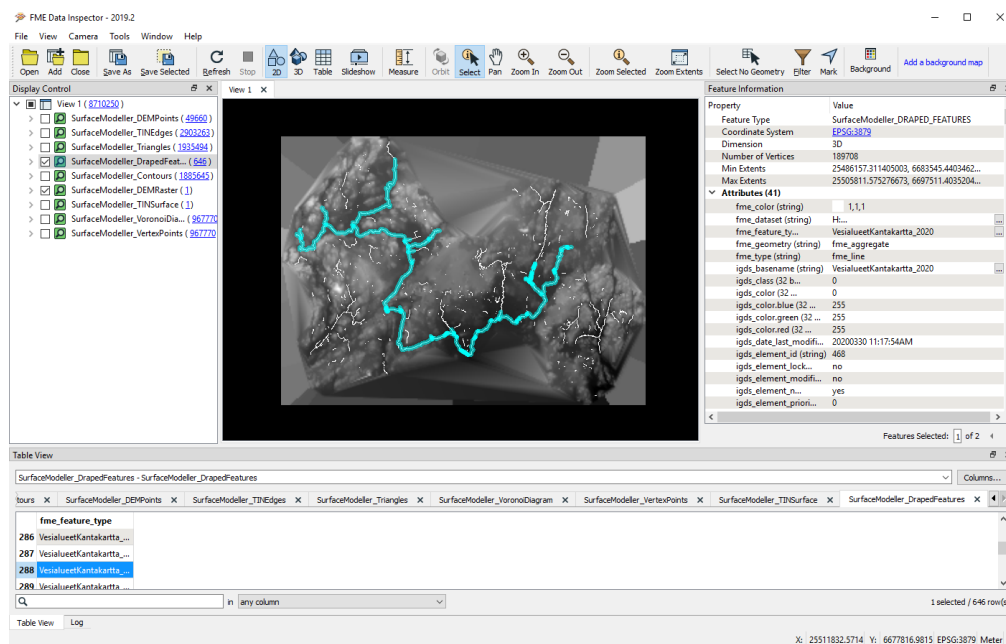 FME Data Inspector - 2019.2
File View Camera Tools Window Help
Open Add Close Save As Save Selected Refresh Stop 2D 3D Table Slideshow Measure Orbit Select Pan Zoom In Zoom Out Zoom Selected Zoom Extents Select No Geometry Filter Mark Background Add a background map
Display Control
View 1 (8710250)
SurfaceModeller_DEMPoints (49660)
SurfaceModeller_TINEdges (2903263)
SurfaceModeller_Triangles (1935494)
SurfaceModeller_DrapedFeat... (646)
SurfaceModeller_Contours (1885645)
SurfaceModeller_DEMRaster (1)
SurfaceModeller_TINSurface (1)
SurfaceModeller_VoronoiDia... (967770
SurfaceModeller_VertexPoints (967770
View 1
Feature Information
Property Value
Feature Type SurfaceModeller_DRAPED_FEATURES
Coordinate System EPSG:3879
Dimension 3D
Number of Vertices 189708
Min Extents 25486157.311405003, 6683545.4403462...
Max Extents 25505811.575276673, 6697511.4035204...
Attributes (41)
fme_color (string) 1,1,1
fme_dataset (string) H:...
fme_feature_ty... VesialueetKantakartta_2020
fme_geometry (string) fme_aggregate
fme_type (string) fme_line
igds_basename (string) VesialueetKantakartta_2020
igds_class (32 b... 0
igds_color (32 ... 0
igds_color.blue (32 ... 255
igds_color.green (32 ... 255
igds_color.red (32 ... 255
igds_date_last_modifi... 20200330 11:17:54AM
igds_element_id (string) 468
igds_element_lock... no
igds_element_modifi... no
igds_element_n... yes
igds_element_priori... 0
Features Selected: 1 of 2
Table View
SurfaceModeller_DrapedFeatures - SurfaceModeller_DrapedFeatures Columns...
tours SurfaceModeller_DEMPoints SurfaceModeller_TINEdges SurfaceModeller_Triangles SurfaceModeller_VoronoiDiagram SurfaceModeller_VertexPoints SurfaceModeller_TINSurface SurfaceModeller_DrapedFeatures
fme_feature_type
286 VesialueetKantakartta_...
287 VesialueetKantakartta_...
288 VesialueetKantakartta_...
289 VesialueetKantakartta_...
in any column 1 selected / 646 row(s
Table View Log
X: 25511832.5714 Y: 6677816.9815 EPSG:3879 Meter